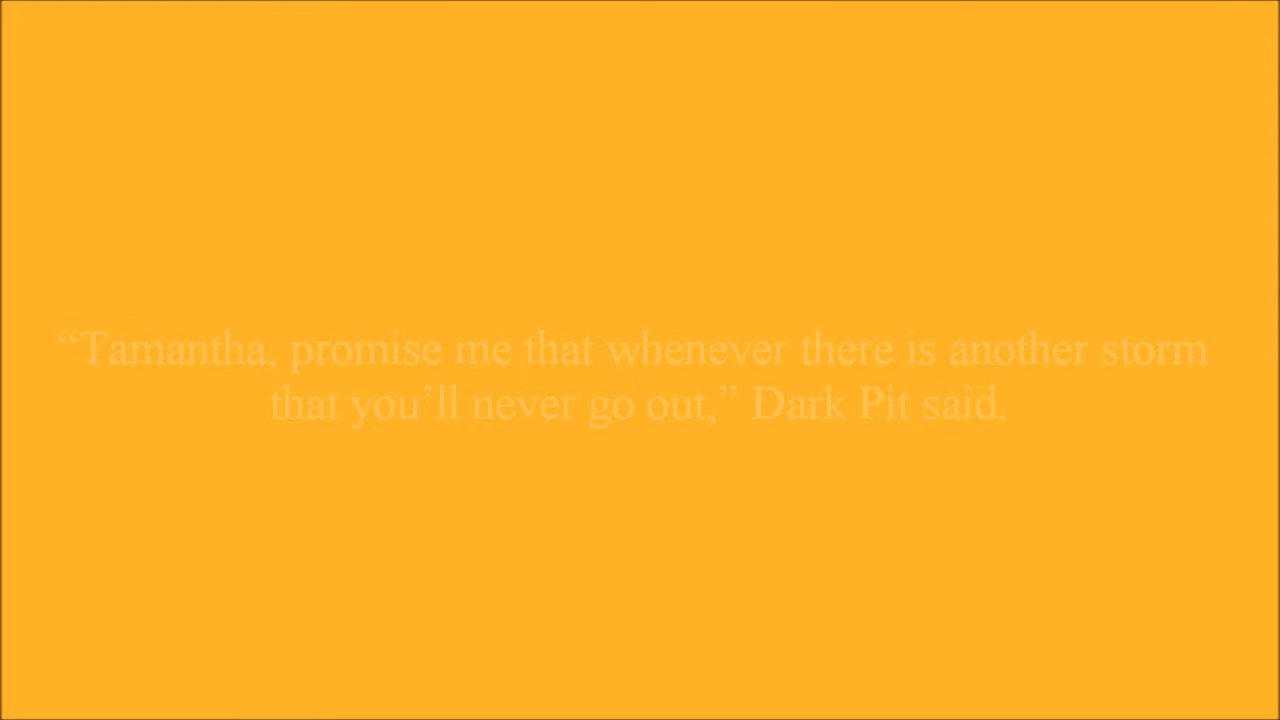 “Tamantha, promise me that whenever there is another storm
that you’ll never go out,” Dark Pit said.